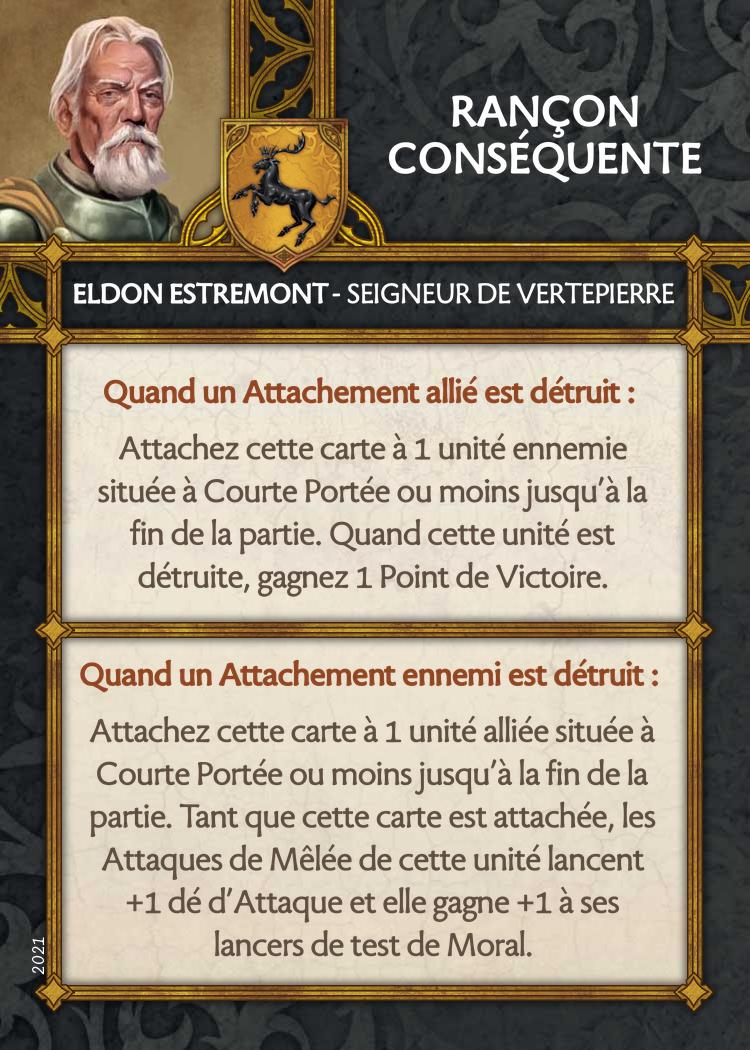 RANÇON
CONSÉQUENTE
ELDON ESTREMONT - SEIGNEUR DE VERTEPIERRE
Quand un Attachement allié est détruit :
Attachez cette carte à 1 unité ennemie
située à Courte Portée ou moins jusqu'à la
fin de la partie. Quand cette unité est
détruite, gagnez 1 Point de Victoire.
Quand un Attachement ennemi est détruit :
Attachez cette carte à 1 unité alliée située à
Courte Portée ou moins jusqu'à la fin de la
partie. Tant que cette carte est attachée, les
Attaques de Mêlée de cette unité lancent
+1 dé d'Attaque et elle gagne +1 à ses
lancers de test de Moral.
2021